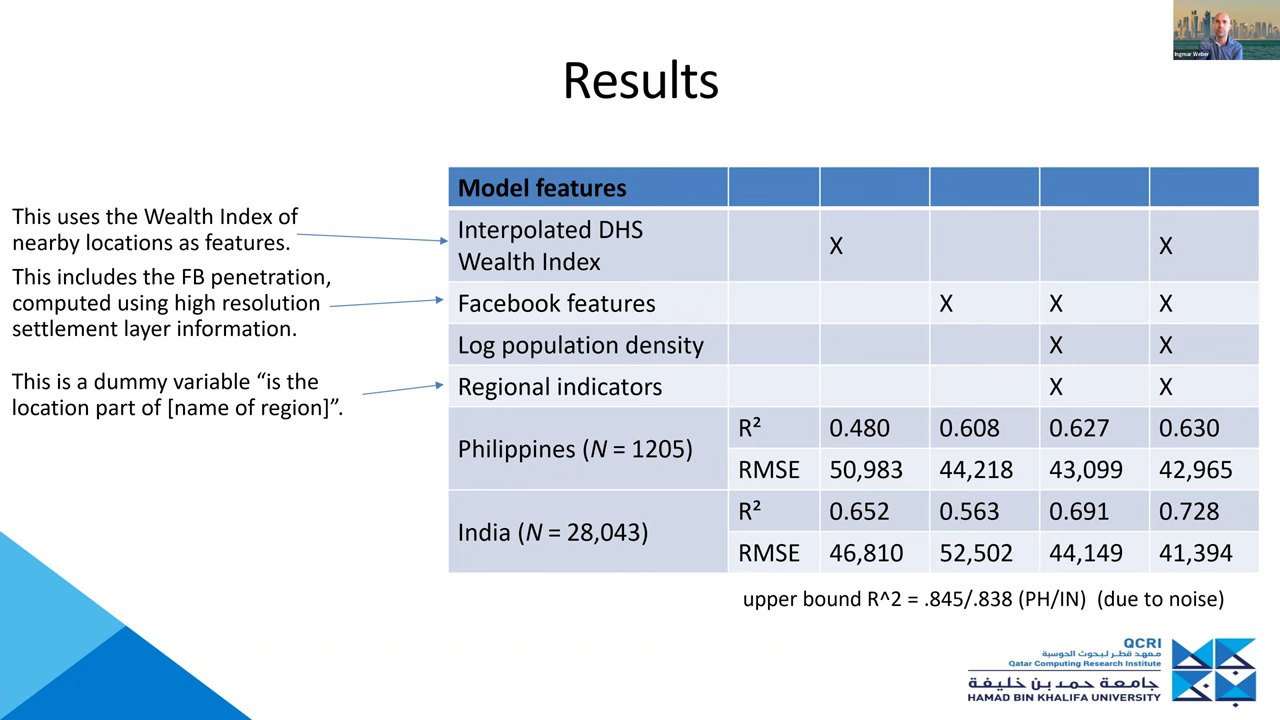 Ingmar Weber
Results
This uses the Wealth Index of
nearby locations as features.
This includes the FB penetration,
computed using high resolution
settlement layer information.
This is a dummy variable “is the
location part of [name of region]”.
Model features
Interpolated DHS
Wealth Index
X X
Facebook features X X X
Log population density X X
Regional indicators X X
Philippines (N = 1205)
R² 0.480 0.608 0.627 0.630
RMSE 50,983 44,218 43,099 42,965
India (N = 28,043)
R² 0.652 0.563 0.691 0.728
RMSE 46,810 52,502 44,149 41,394
upper bound R^2 = .845/.838 (PH/IN) (due to noise)
QCRI
معهد قطر لبحوث الحوسبة
Qatar Computing Research Institute
جامعة حمد بن خليفة
HAMAD BIN KHALIFA UNIVERSITY